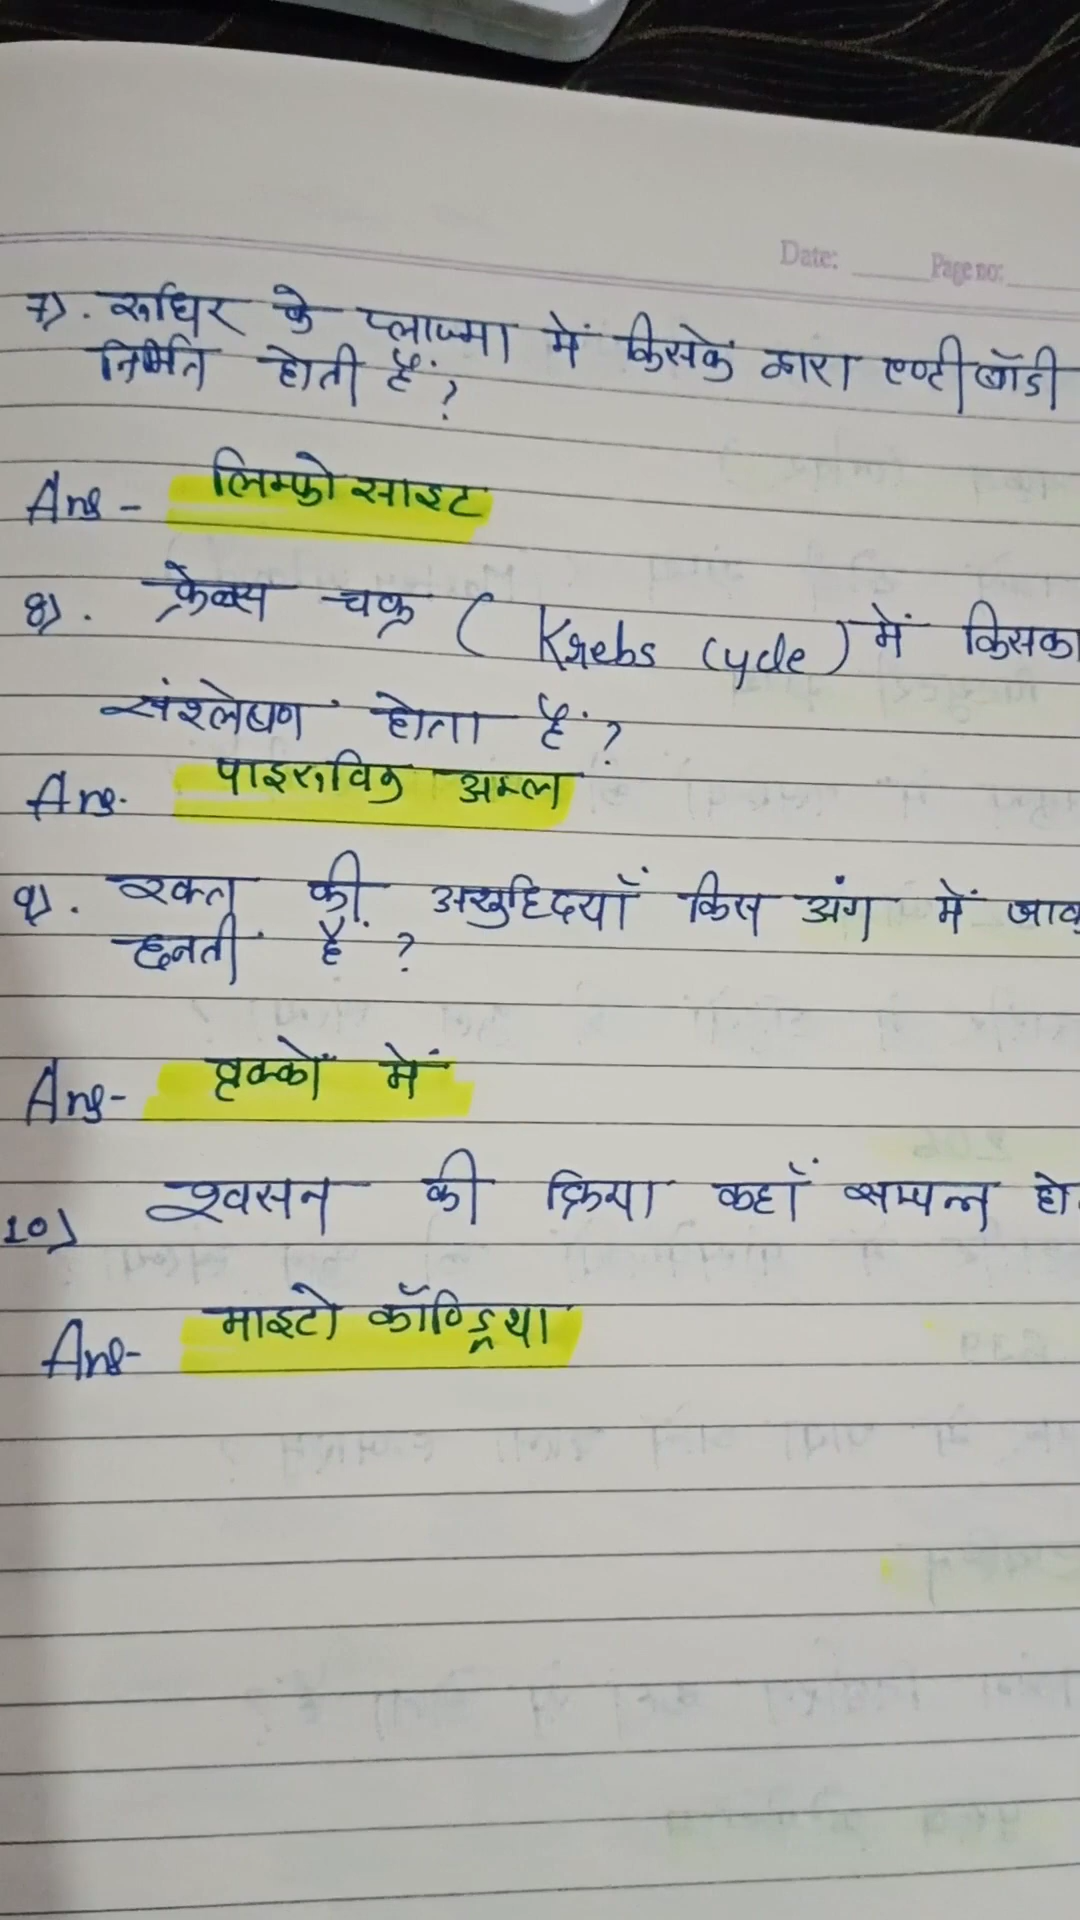 Date: Page no:
7). रुधिर के प्लाज्मा में किसके द्वारा एण्टीबॉडी
निर्मित होती हैं?
Ans - लिम्फोसाइट
8). क्रेब्स चक्र (Krebs Cycle) में किसका
संश्लेषण होता है?
Ans. पाइरुविक अम्ल
9). रक्त की अशुद्धियाँ किस अंग में
छनती है?
Ans- वृक्कों में
10) श्वसन की क्रिया कहाँ सम्पन्न
Ans- माइटोकॉण्ड्रिया